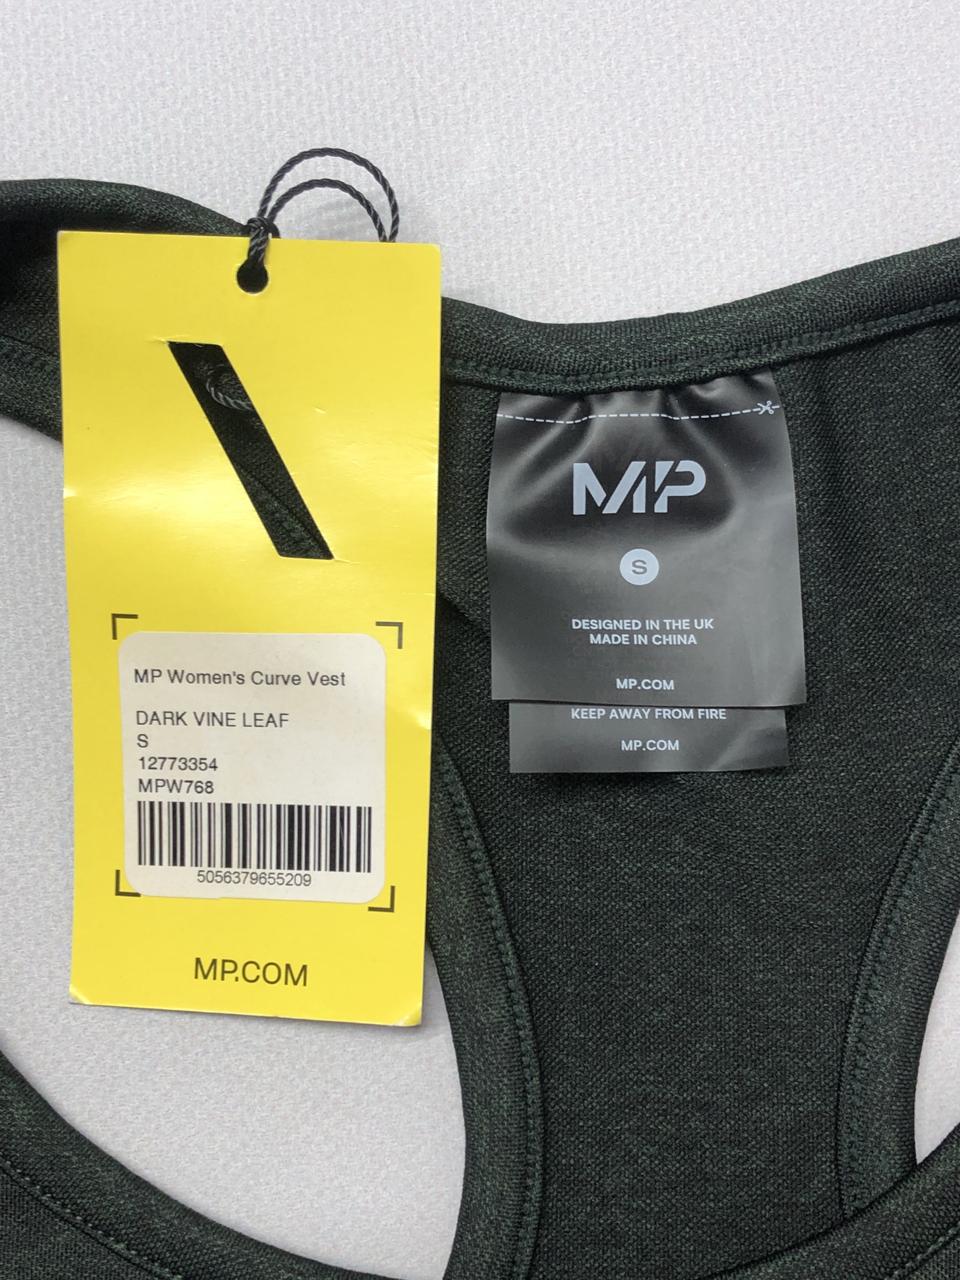 MP Women's Curve Vest
DARK VINE LEAF
S
12773354
MPW768
5056379655209
MP.COM
MP
S
DESIGNED IN THE UK
MADE IN CHINA
MP.COM
KEEP AWAY FROM FIRE
MP.COM